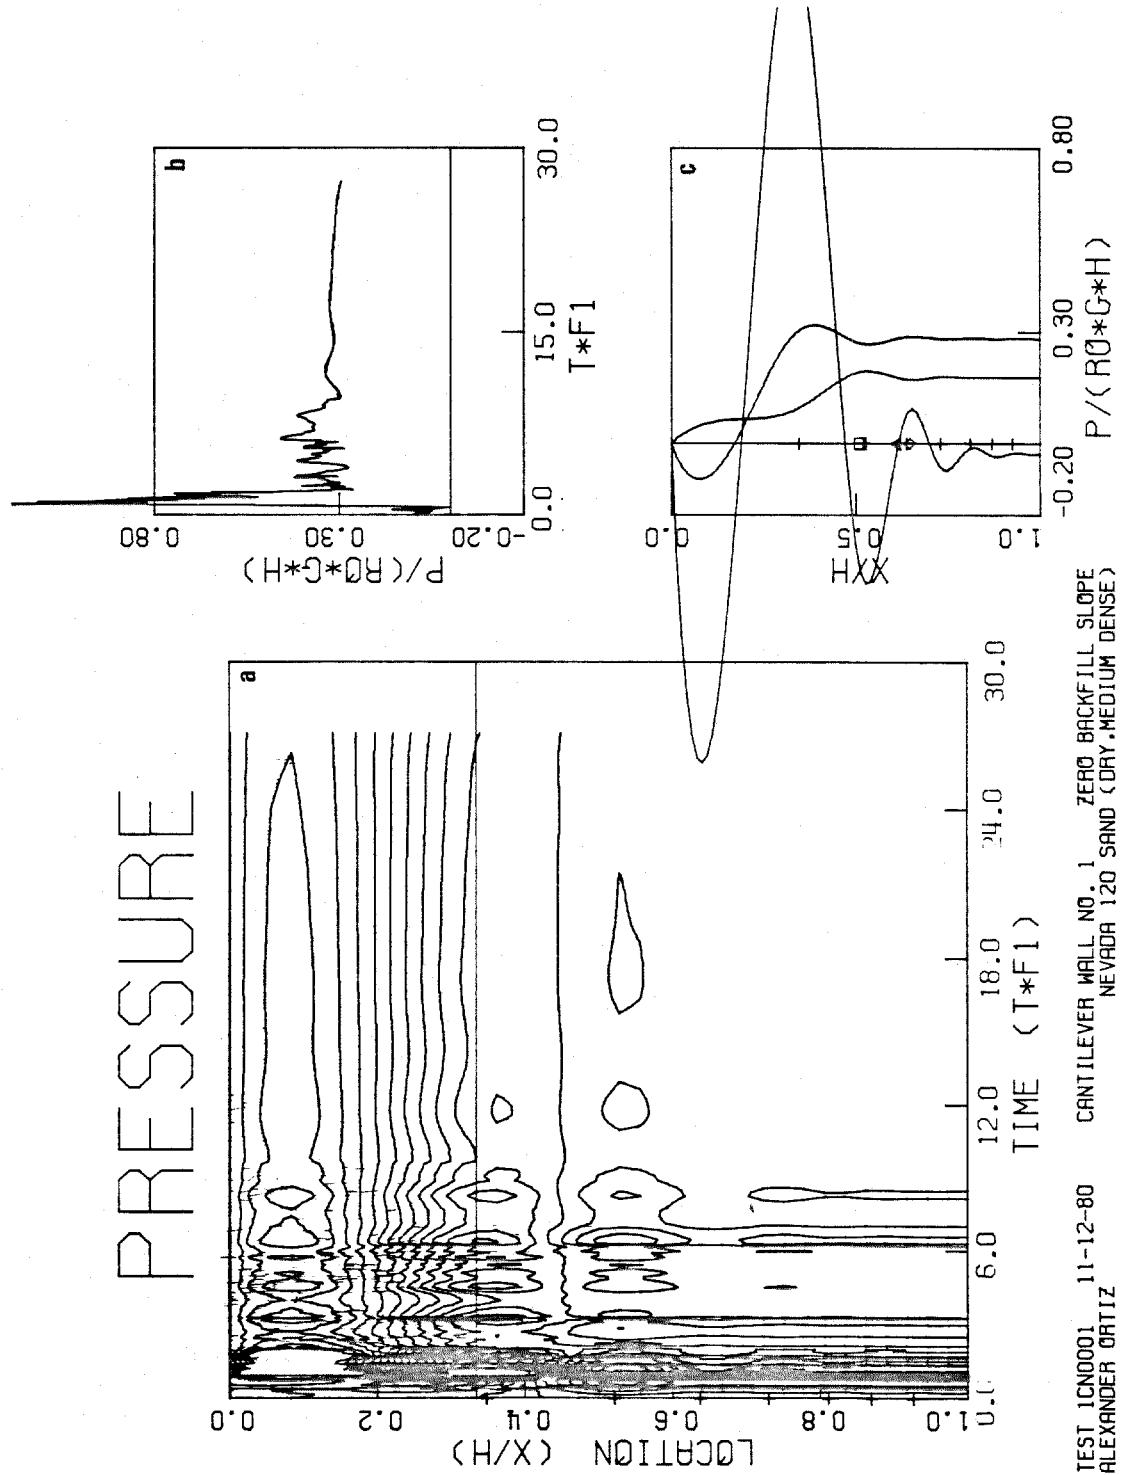 PRESSURE
a
0.0
0.2
0.4
0.6
0.8
1.0
LOCATION (X/H)
0.0
6.0
12.0
18.0
24.0
30.0
TIME (T*F1)
b
0.80
0.30
-0.20
P/(RO*G*H)
0.0
15.0
30.0
T*F1
c
0.0
0.5
1.0
X/H
-0.20
0.30
0.80
P/(RO*G*H)
TEST 1CN0001 11-12-80 CANTILEVER WALL NO. 1 ZERO BACKFILL SLOPE
ALEXANDER ORTIZ NEVADA 120 SAND (DRY,MEDIUM DENSE)